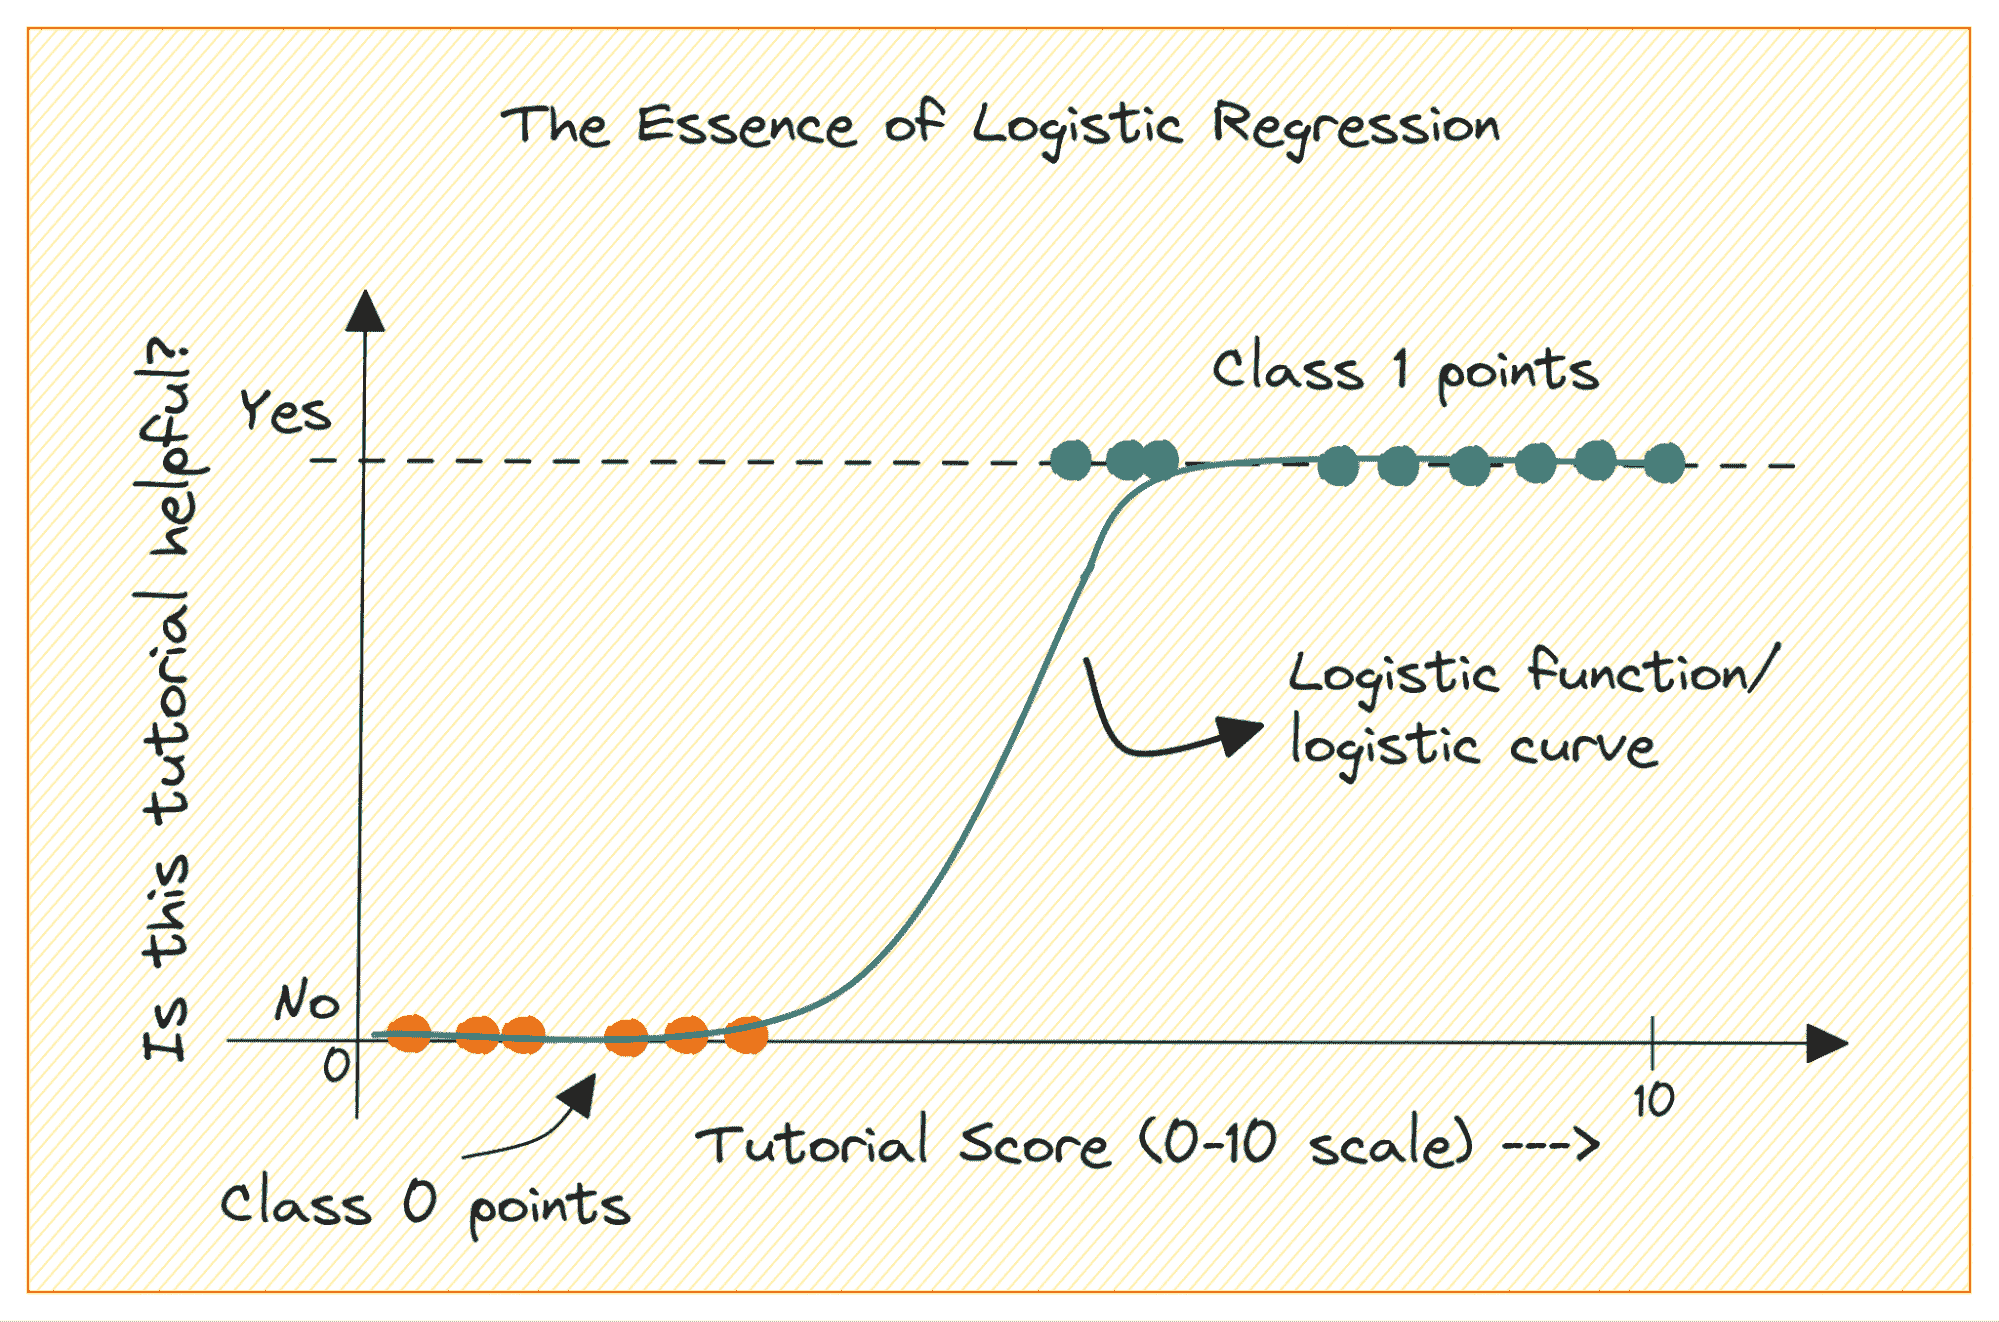 The Essence of Logistic Regression
Is this tutorial helpful?
Yes
Class 1 points
Logistic function/
logistic curve
No
0
10
Tutorial Score (0-10 scale) --->
Class 0 points